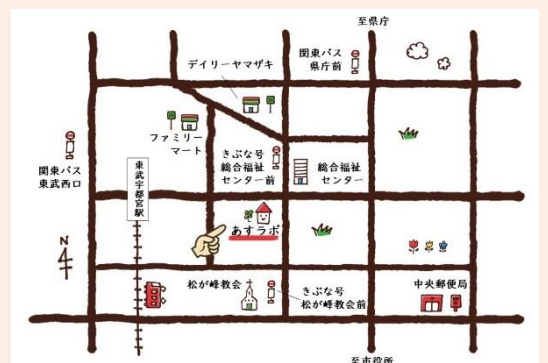 至県庁
関東バス
県庁前
デイリーヤマザキ
ファミリー
マート
きぶな号
総合福祉
センター前
総合福祉
センター
関東バス
東武西口
東武宇都宮駅
あすラボ
N
松が峰教会
きぶな号
松が峰教会前
中央郵便局
至市役所